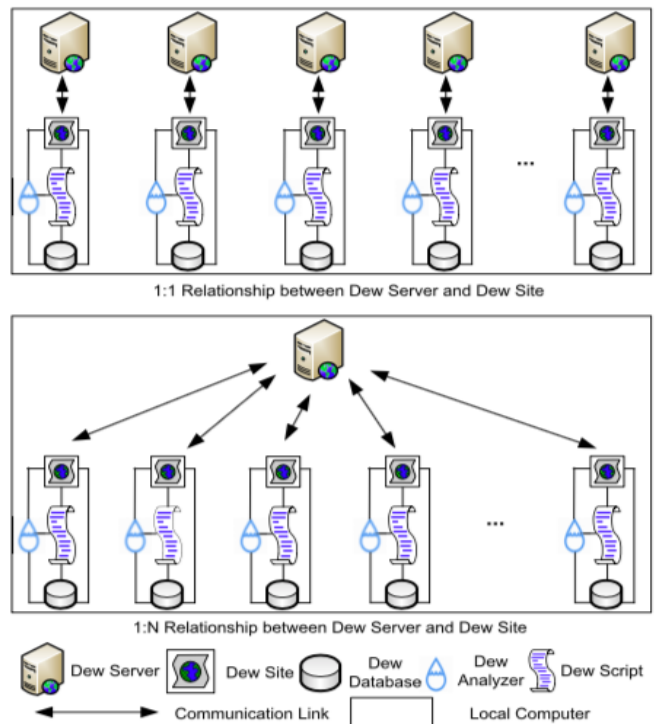 ...
1:1 Relationship between Dew Server and Dew Site
...
1:N Relationship between Dew Server and Dew Site
Dew Server
Dew Site
Dew
Database
Dew
Analyzer
Dew Script
Communication Link
Local Computer